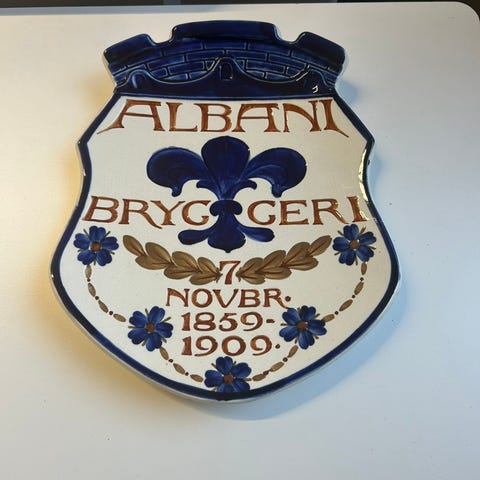 ALBANI
BRYGGERI
7
NOVBR.
1859-
1909.